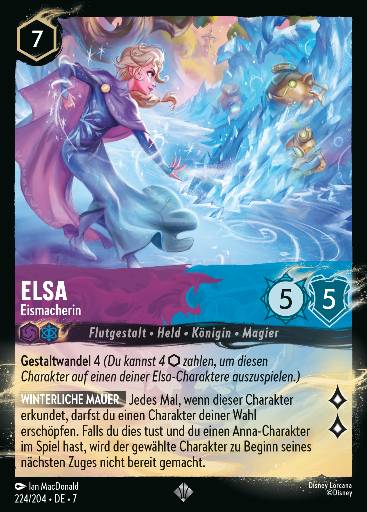 7
ELSA
Eismacherin
5 5
Flutgestalt • Held • Königin • Magier
Gestaltwandel 4 (Du kannst 4 zahlen, um diesen
Charakter auf einen deiner Elsa-Charaktere auszuspielen.)
WINTERLICHE MAUER Jedes Mal, wenn dieser Charakter
erkundet, darfst du einen Charakter deiner Wahl
erschöpfen. Falls du dies tust und du einen Anna-Charakter
im Spiel hast, wird der gewählte Charakter zu Beginn seines
nächsten Zuges nicht bereit gemacht.
Ian MacDonald
224/204 • DE • 7
Disney Lorcana
©Disney